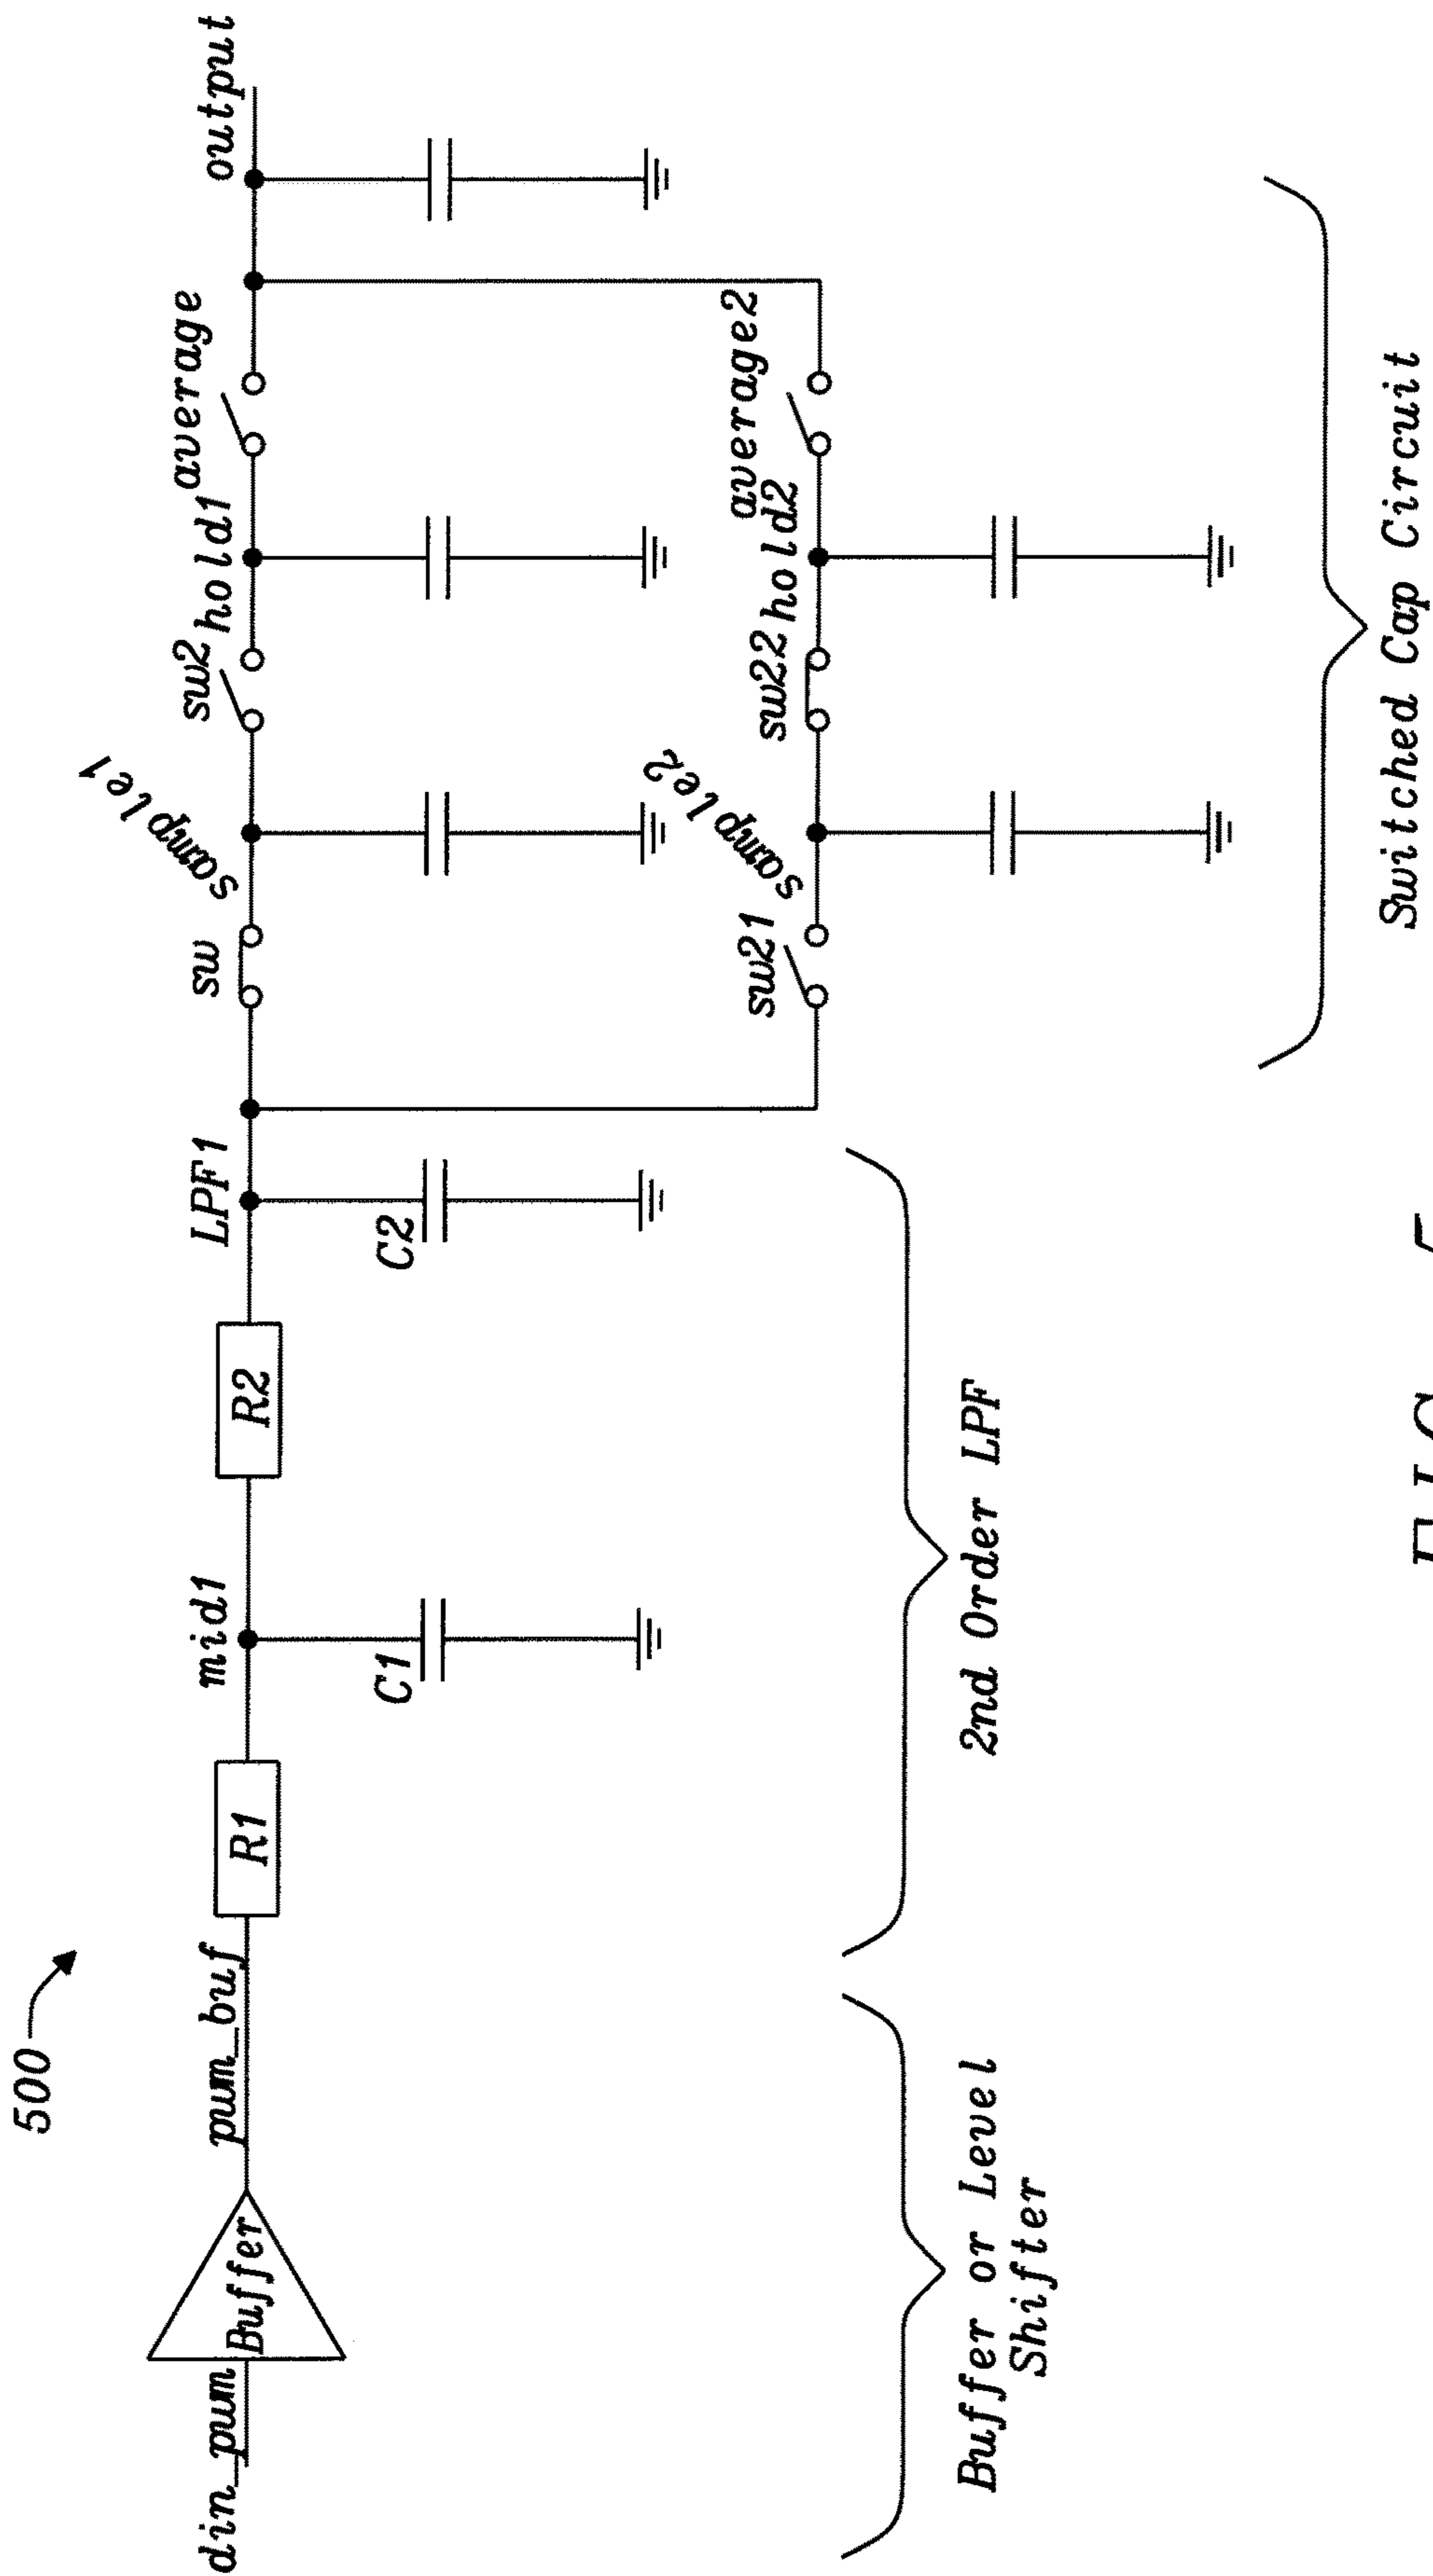 500
din_pwm
Buffer
pwm_buf
R1
mid1
C1
R2
LPF1
C2
sw
sample1
sw2
hold1
average
output
sw21
sample2
sw22
hold2
average2
Buffer or Level
Shifter
2nd Order LPF
Switched Cap Circuit